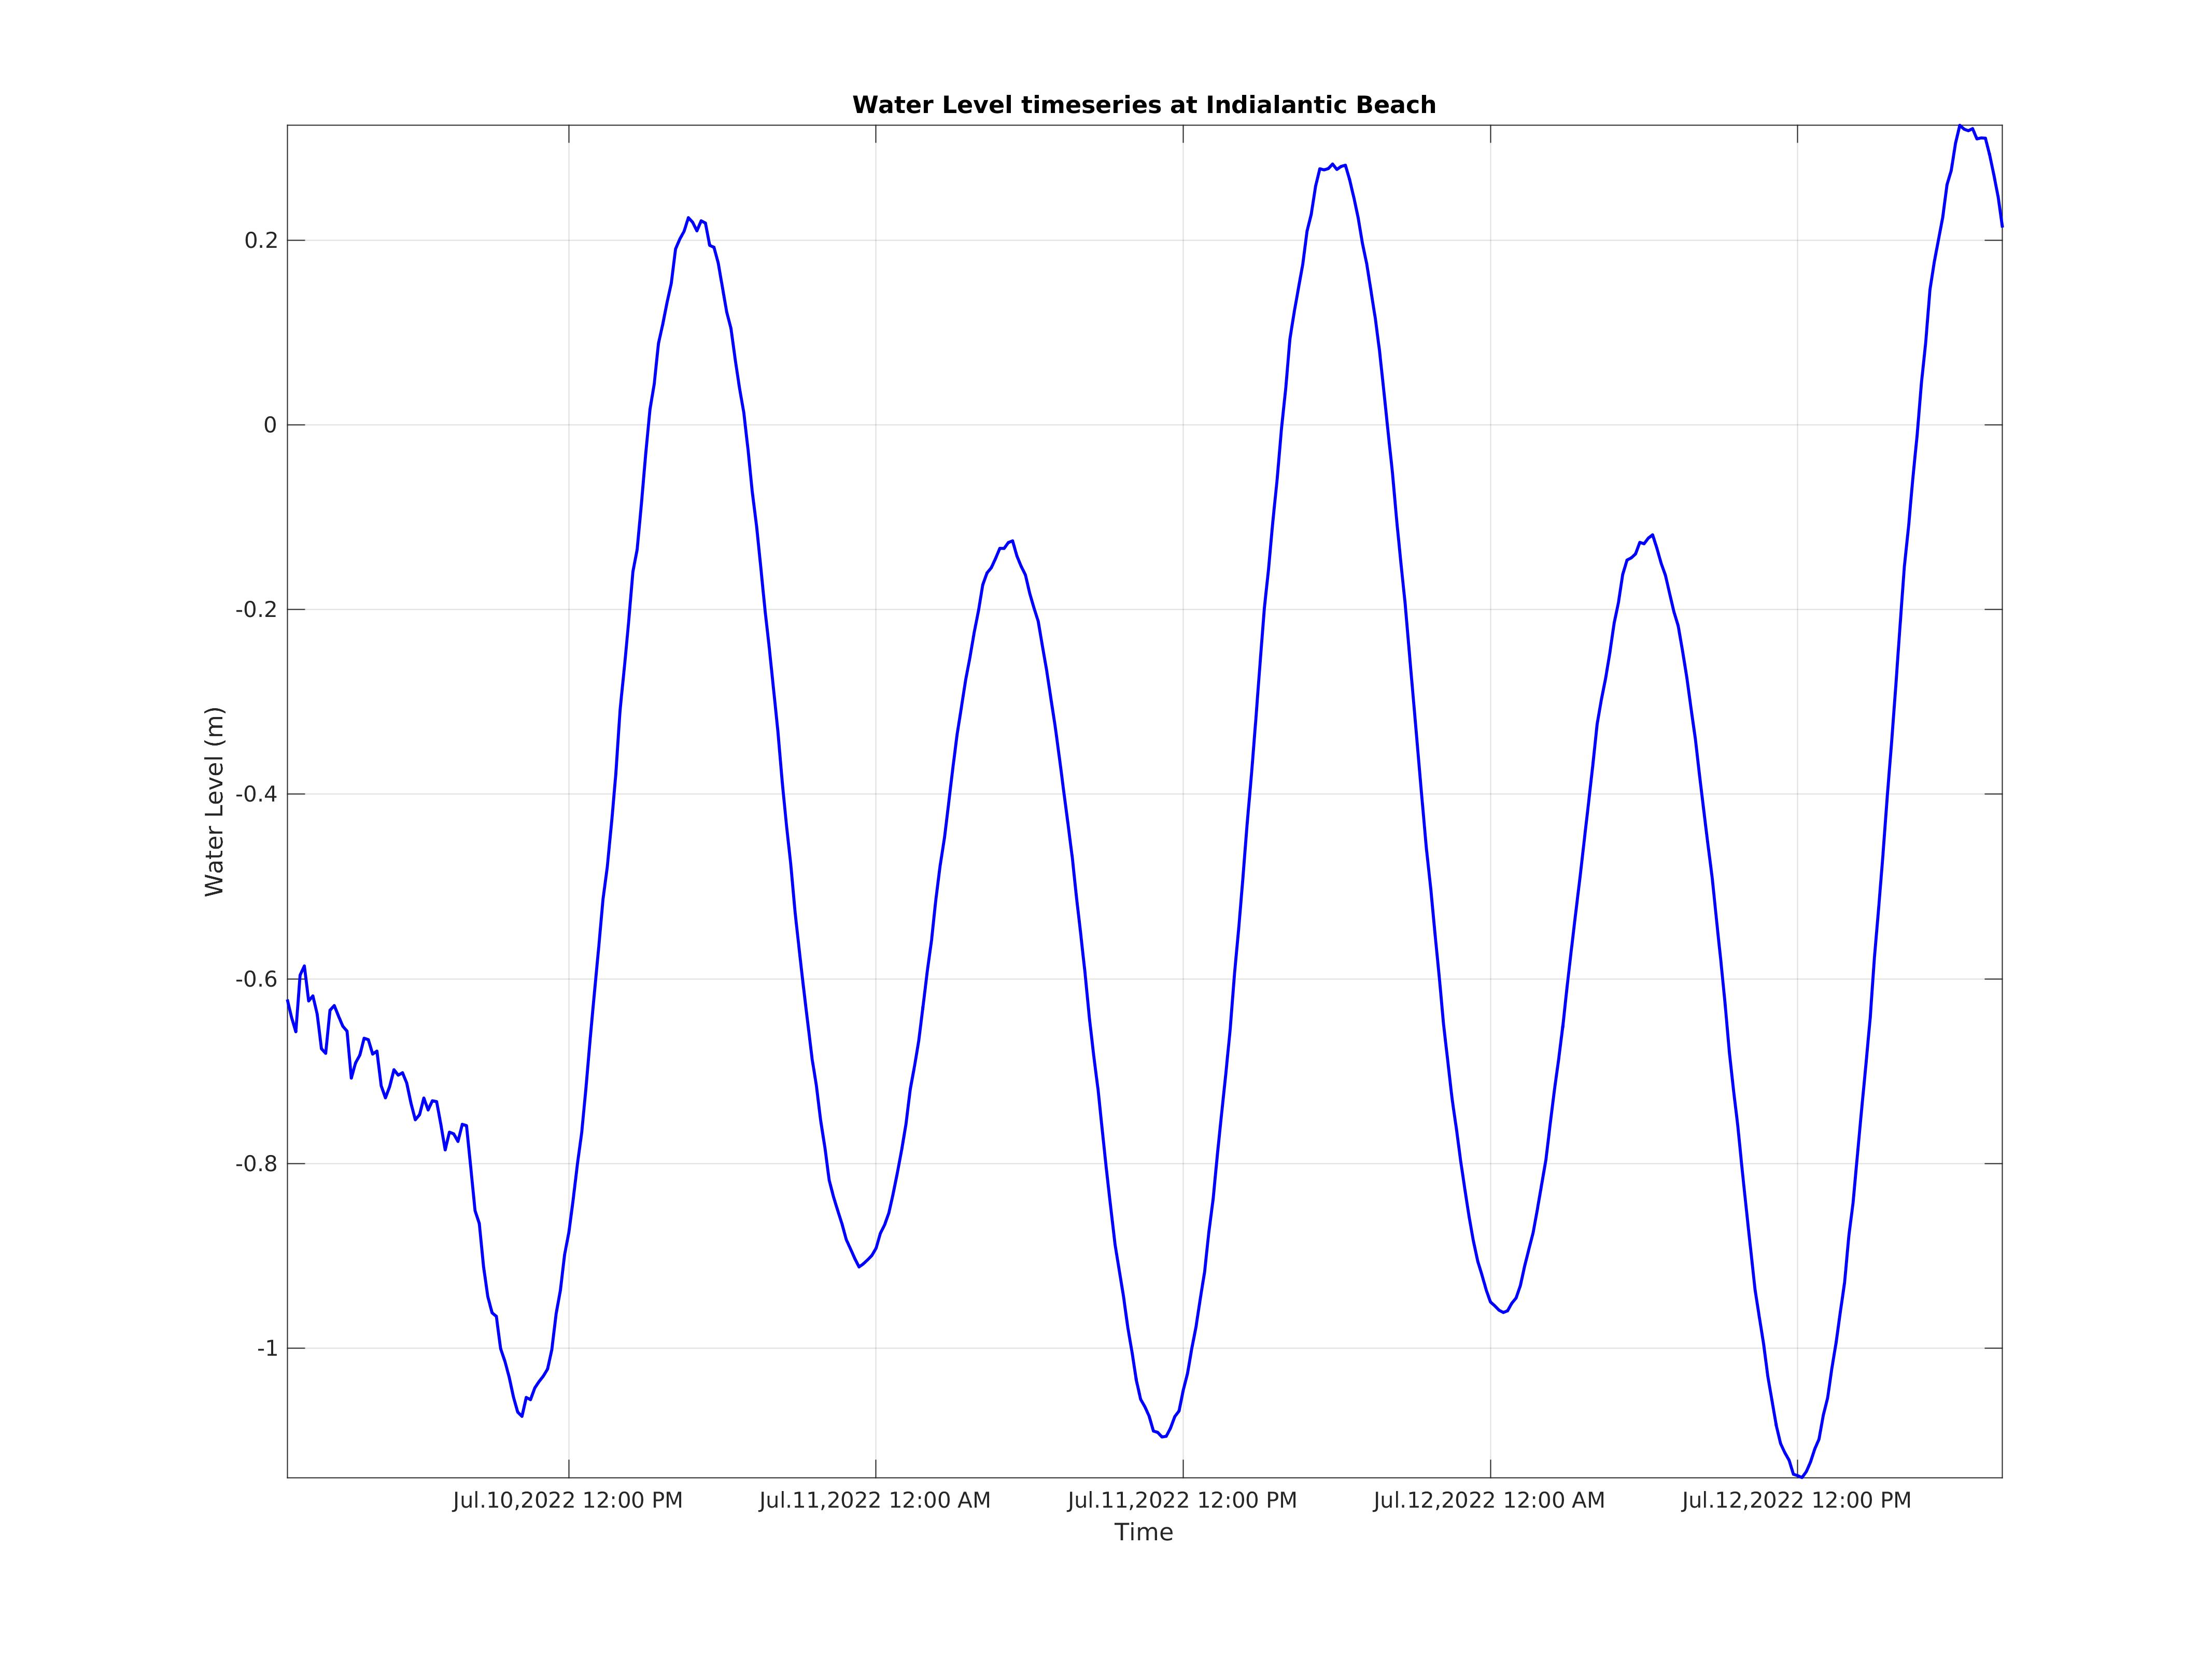 Water Level timeseries at Indialantic Beach
0.2
0
-0.2
-0.4
-0.6
-0.8
-1
Water Level (m)
Jul.10,2022 12:00 PM
Jul.11,2022 12:00 AM
Jul.11,2022 12:00 PM
Jul.12,2022 12:00 AM
Jul.12,2022 12:00 PM
Time